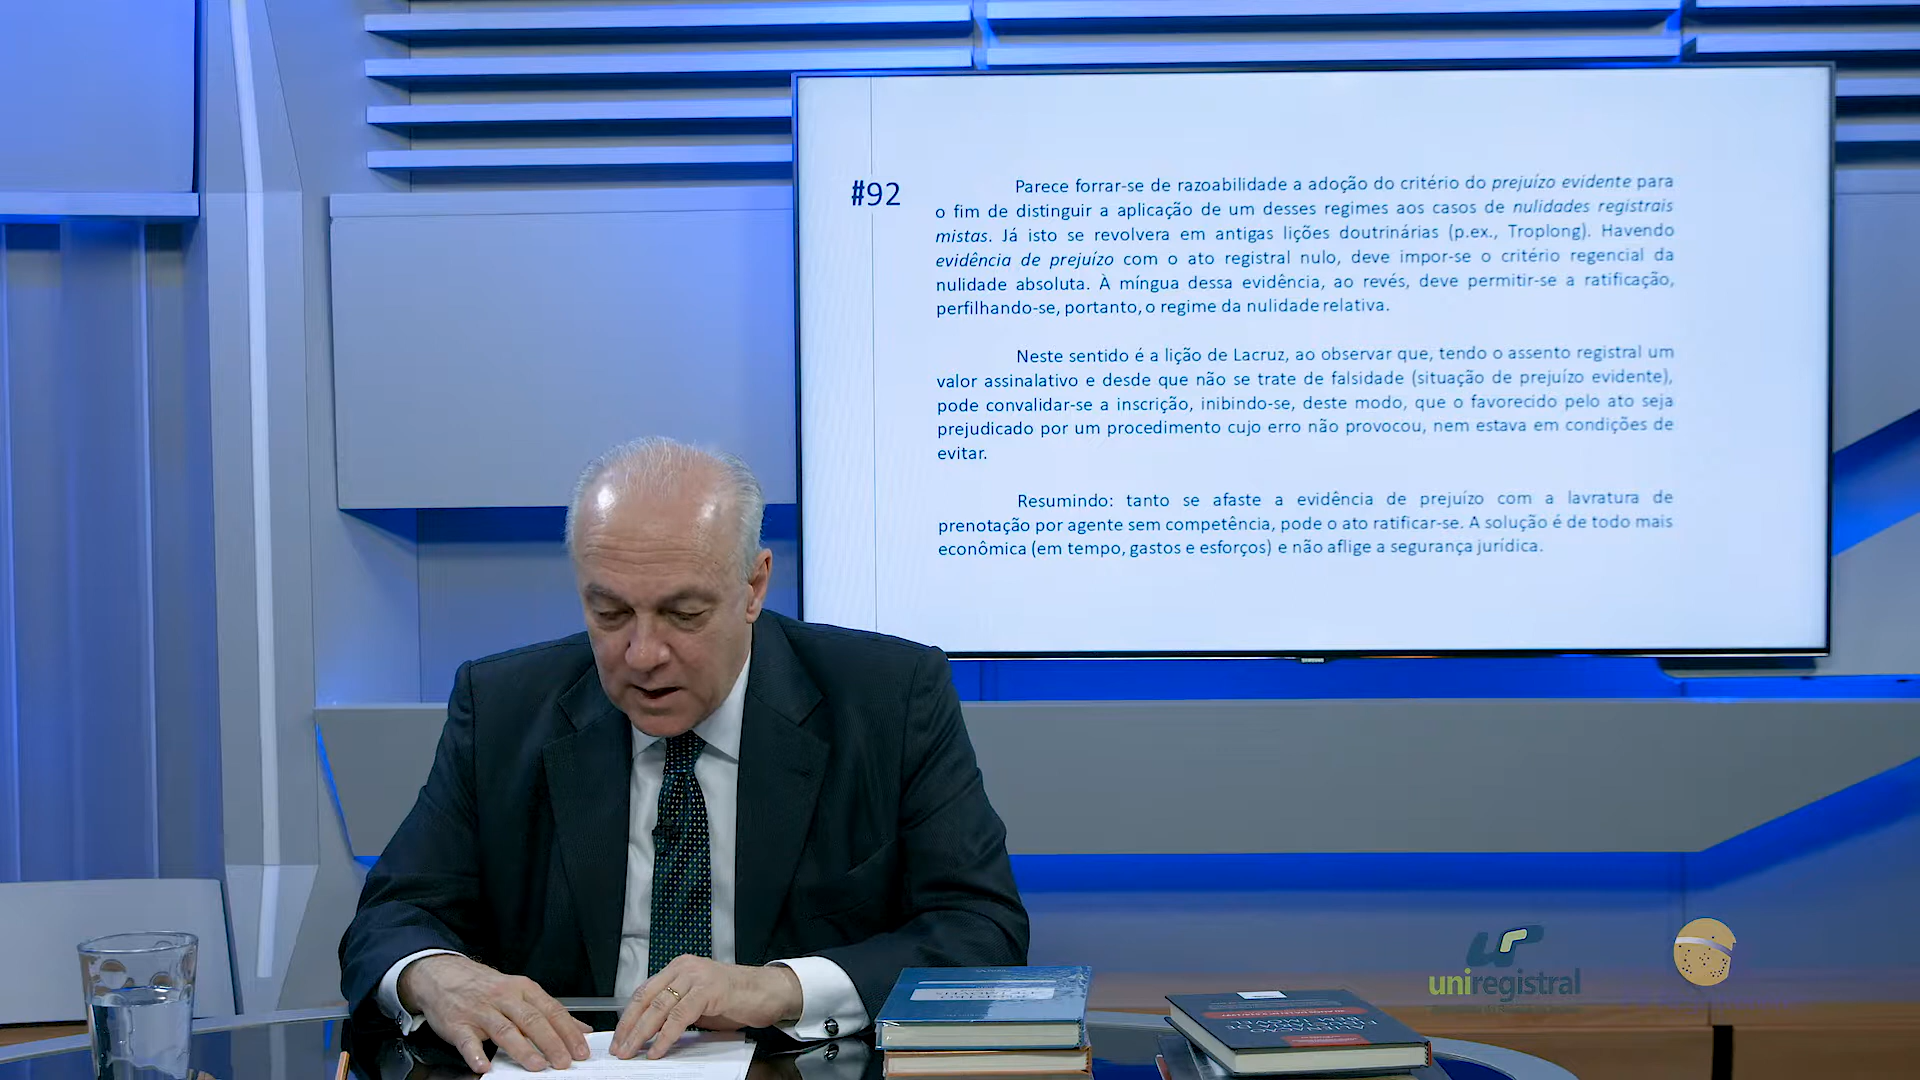 #92
Parece forrar-se de razoabilidade a adoção do critério do prejuízo evidente para
o fim de distinguir a aplicação de um desses regimes aos casos de nulidades registrais
mistas. Já isto se revolvera em antigas lições doutrinárias (p.ex., Troplong). Havendo
evidência de prejuízo com o ato registral nulo, deve impor-se o critério regencial da
nulidade absoluta. À míngua dessa evidência, ao revés, deve permitir-se a ratificação,
perfilhando-se, portanto, o regime da nulidade relativa.
Neste sentido é a lição de Lacruz, ao observar que, tendo o assento registral um
valor assinalativo e desde que não se trate de falsidade (situação de prejuízo evidente),
pode convalidar-se a inscrição, inibindo-se, deste modo, que o favorecido pelo ato seja
prejudicado por um procedimento cujo erro não provocou, nem estava em condições de
evitar.
Resumindo: tanto se afaste a evidência de prejuízo com a lavratura de
prenotação por agente sem competência, pode o ato ratificar-se. A solução é de todo mais
econômica (em tempo, gastos e esforços) e não aflige a segurança jurídica.
SAMSUNG
uniregistral